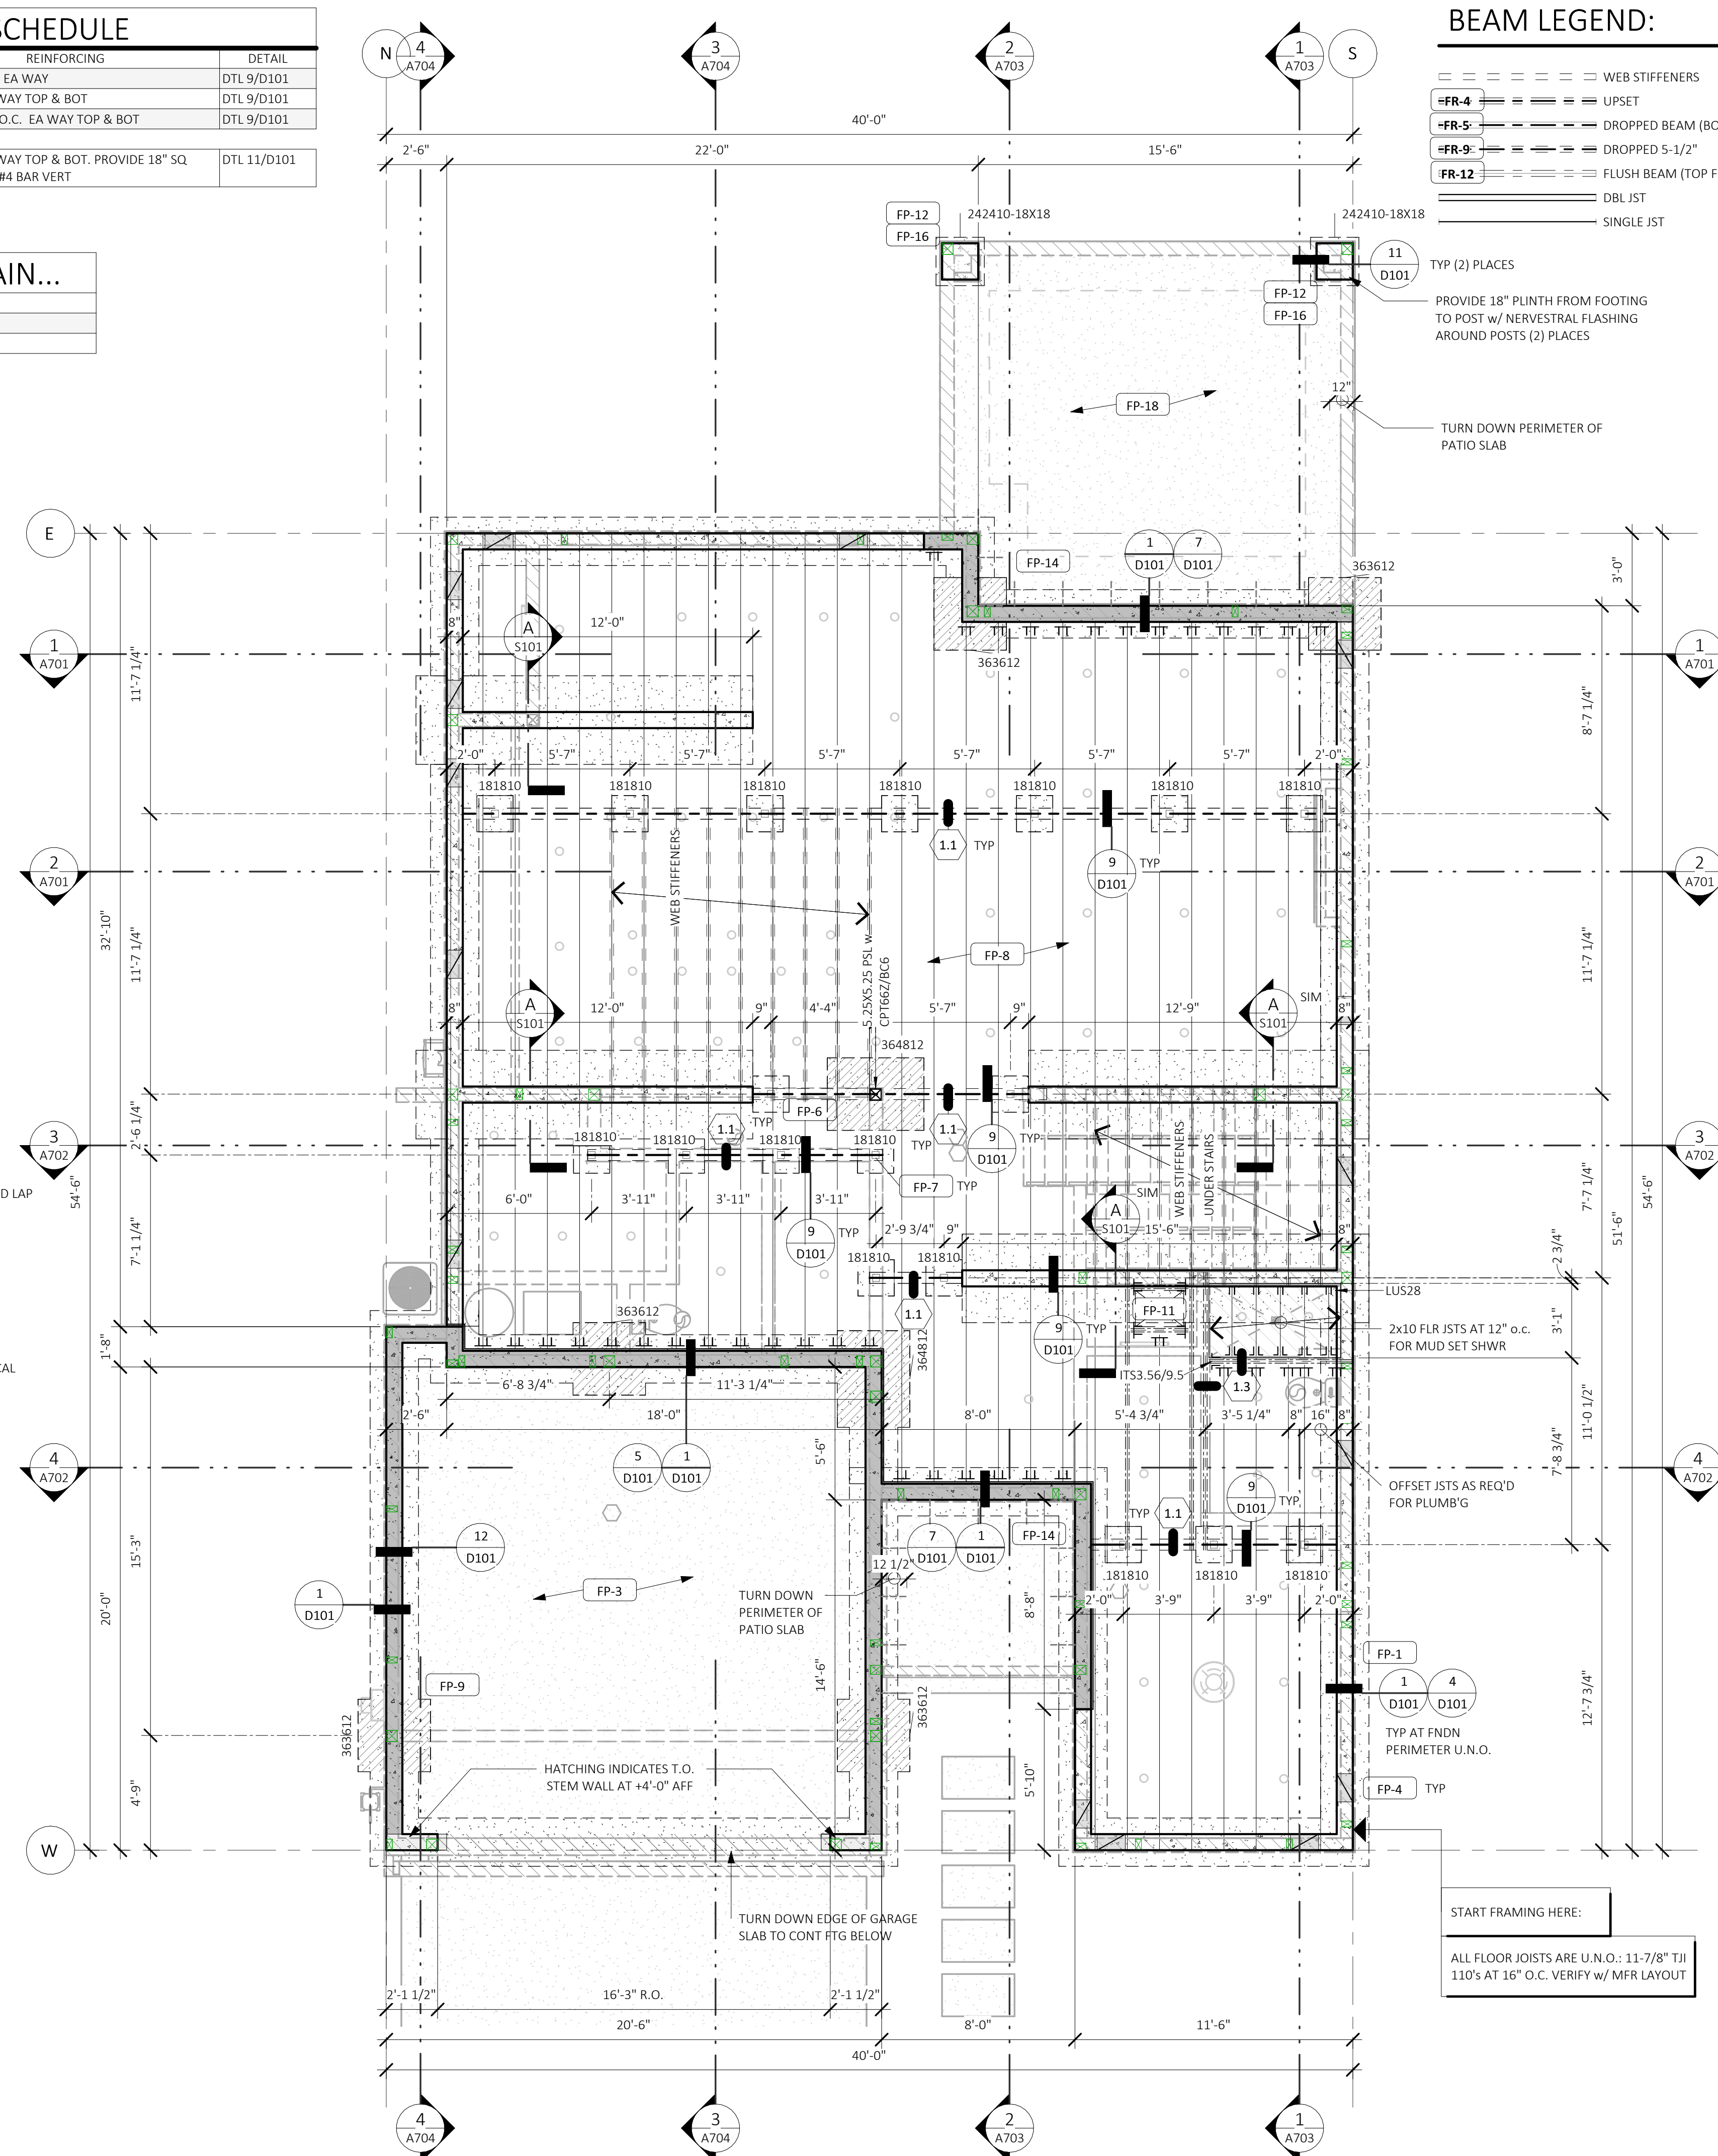 SCHEDULE
REINFORCING
DETAIL
EA WAY
DTL 9/D101
WAY TOP & BOT
DTL 9/D101
O.C. EA WAY TOP & BOT
DTL 9/D101
WAY TOP & BOT. PROVIDE 18" SQ
#4 BAR VERT
DTL 11/D101
AIN...
BEAM LEGEND:
WEB STIFFENERS
FR-4
UPSET
FR-5
DROPPED BEAM (BO
FR-9
DROPPED 5-1/2"
FR-12
FLUSH BEAM (TOP F
DBL JST
SINGLE JST
N
4
A704
3
A704
2
A703
1
A703
S
40'-0"
2'-6"
22'-0"
15'-6"
FP-12
FP-16
242410-18X18
242410-18X18
11
D101
TYP (2) PLACES
FP-12
FP-16
PROVIDE 18" PLINTH FROM FOOTING
TO POST w/ NERVESTRAL FLASHING
AROUND POSTS (2) PLACES
12"
FP-18
TURN DOWN PERIMETER OF
PATIO SLAB
E
1
D101
7
D101
FP-14
363612
3'-0"
8"
A
S101
12'-0"
1
A701
11'-7 1/4"
363612
1
A701
8'-7 1/4"
2'-0"
5'-7"
5'-7"
5'-7"
5'-7"
5'-7"
5'-7"
2'-0"
181810
181810
181810
181810
181810
181810
181810
1.1
TYP
WEB STIFFENERS
9
D101
TYP
2
A701
2
A701
32'-10"
11'-7 1/4"
11'-7 1/4"
FP-8
5.25X5.25 PSL w
CPT66Z/BC6
8"
A
S101
12'-0"
9"
4'-4"
5'-7"
9"
12'-9"
A
S101
SIM
8"
364812
FP-6
181810
181810
181810
181810
1.1
TYP
1.1
TYP
9
D101
TYP
WEB STIFFENERS
UNDER STAIRS
3
A702
2'-6 1/4"
3
A702
D LAP
54'-6"
FP-7
TYP
6'-0"
3'-11"
3'-11"
3'-11"
7'-7 1/4"
51'-6"
54'-6"
A
S101
SIM
15'-6"
8"
9
D101
TYP
2'-9 3/4"
9"
7'-1 1/4"
181810
181810
2 3/4"
LUS28
1.1
363612
364812
FP-11
9
D101
TYP
3'-1"
2x10 FLR JSTS AT 12" o.c.
FOR MUD SET SHWR
1'-8"
CAL
ITS3.56/9.5
1.3
6'-8 3/4"
11'-3 1/4"
2'-6"
18'-0"
8'-0"
5'-4 3/4"
3'-5 1/4"
8"
16"
8"
11'-0 1/2"
7'-8 3/4"
5'-6"
5
D101
1
D101
4
A702
4
A702
OFFSET JSTS AS REQ'D
FOR PLUMB'G
9
D101
TYP
TYP
1.1
12
D101
7
D101
1
D101
FP-14
15'-3"
12 1/2"
FP-3
TURN DOWN
PERIMETER OF
PATIO SLAB
1
D101
20'-0"
181810
181810
181810
2'-0"
3'-9"
3'-9"
2'-0"
8'-8"
14'-6"
FP-9
FP-1
1
D101
4
D101
TYP AT FNDN
PERIMETER U.N.O.
363612
363612
12'-7 3/4"
HATCHING INDICATES T.O.
STEM WALL AT +4'-0" AFF
5'-10"
FP-4
TYP
4'-9"
W
TURN DOWN EDGE OF GARAGE
SLAB TO CONT FTG BELOW
START FRAMING HERE:
ALL FLOOR JOISTS ARE U.N.O.: 11-7/8" TJI
110's AT 16" O.C. VERIFY w/ MFR LAYOUT
2'-1 1/2"
16'-3" R.O.
2'-1 1/2"
20'-6"
8'-0"
11'-6"
40'-0"
4
A704
3
A704
2
A703
1
A703